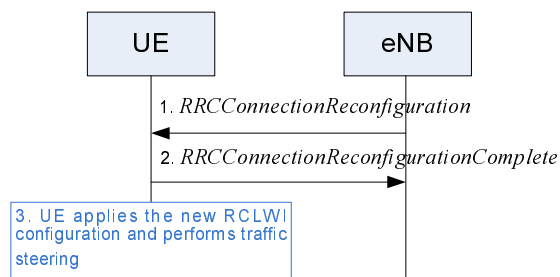 UE
eNB
1. RRCConnectionReconfiguration
2. RRCConnectionReconfigurationComplete
3. UE applies the new RCLWI
configuration and performs traffic
steering